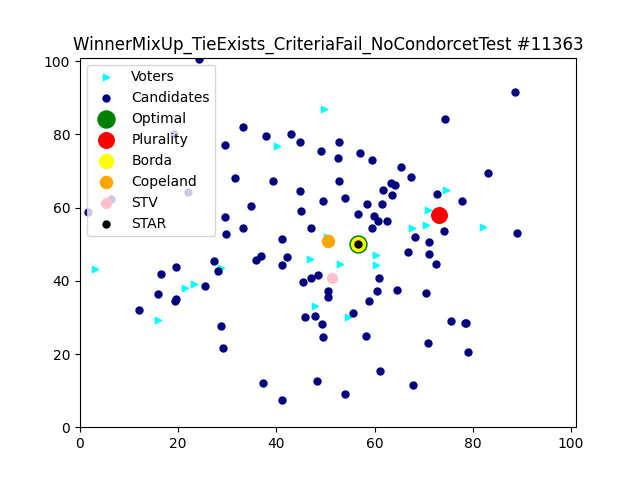 WinnerMixUp_TieExists_CriteriaFail_NoCondorcetTest #11363
Voters
Candidates
Optimal
Plurality
Borda
Copeland
STV
STAR
100
80
60
40
20
0
0 20 40 60 80 100